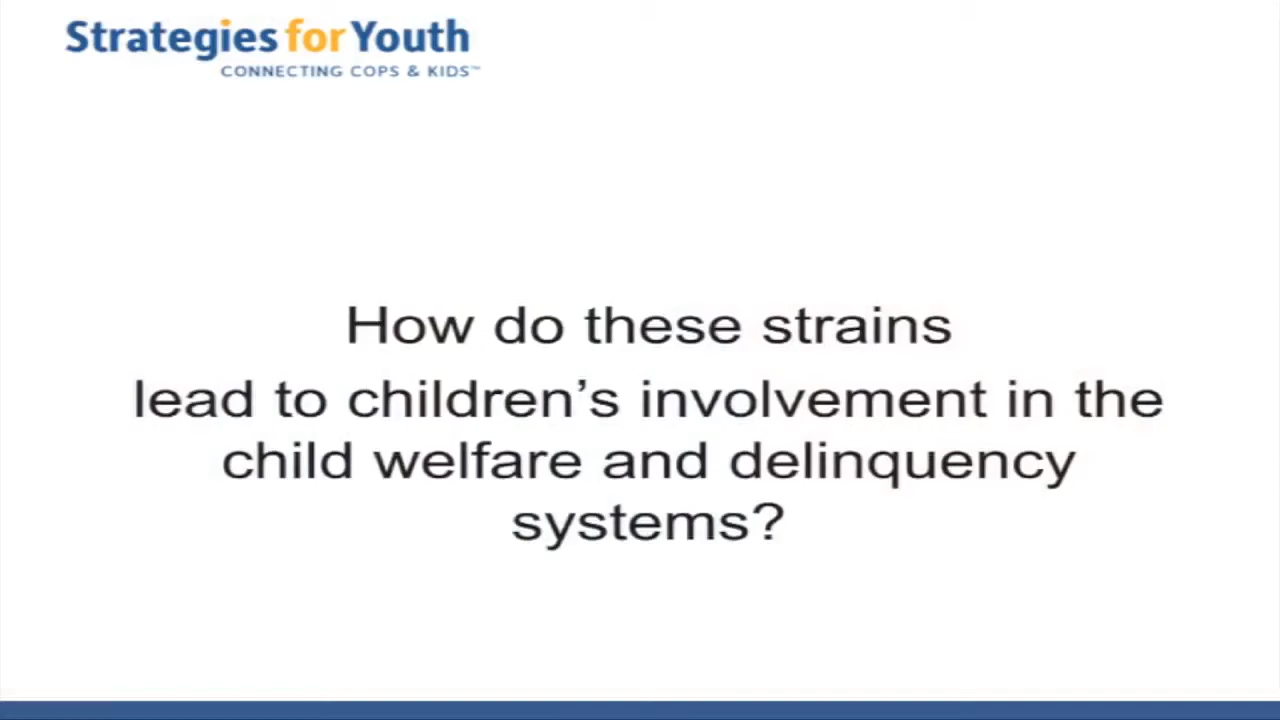 Strategies for Youth
CONNECTING COPS & KIDS™
How do these strains
lead to children’s involvement in the
child welfare and delinquency
systems?